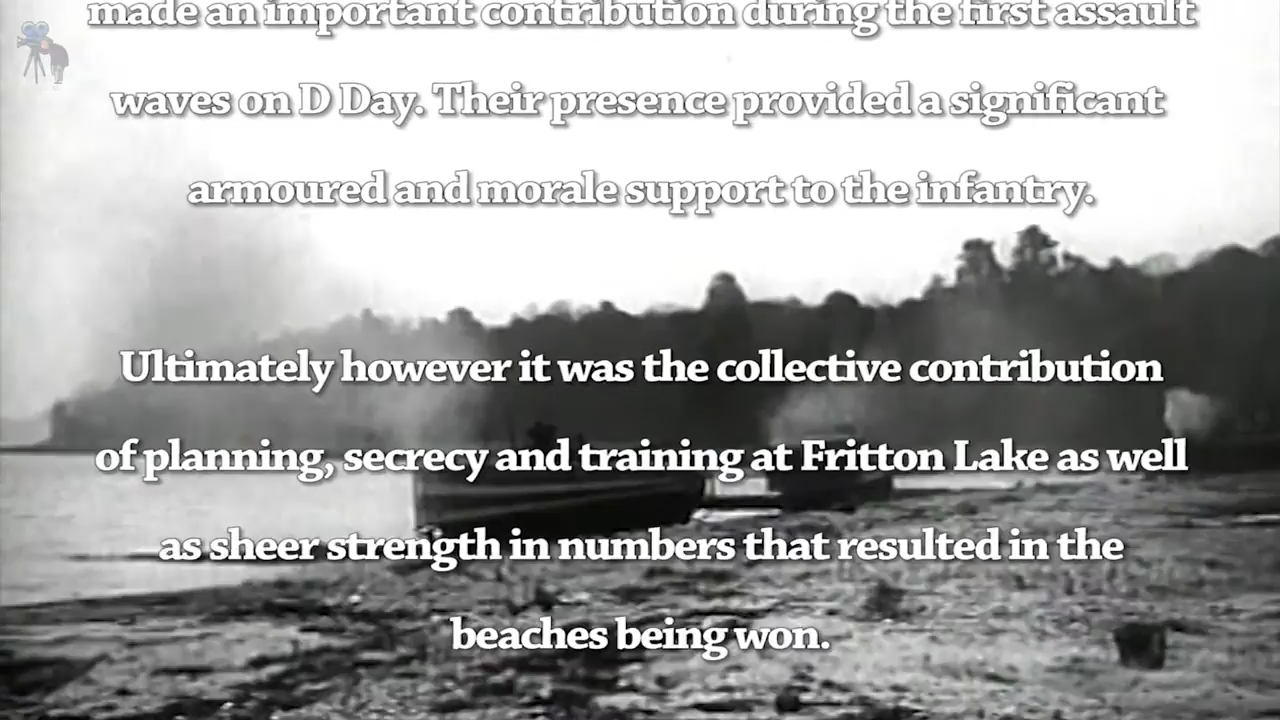 made an important contribution during the first assault
waves on D Day. Their presence provided a significant
armoured and morale support to the infantry.
Ultimately however it was the collective contribution
of planning, secrecy and training at Fritton Lake as well
as sheer strength in numbers that resulted in the
beaches being won.